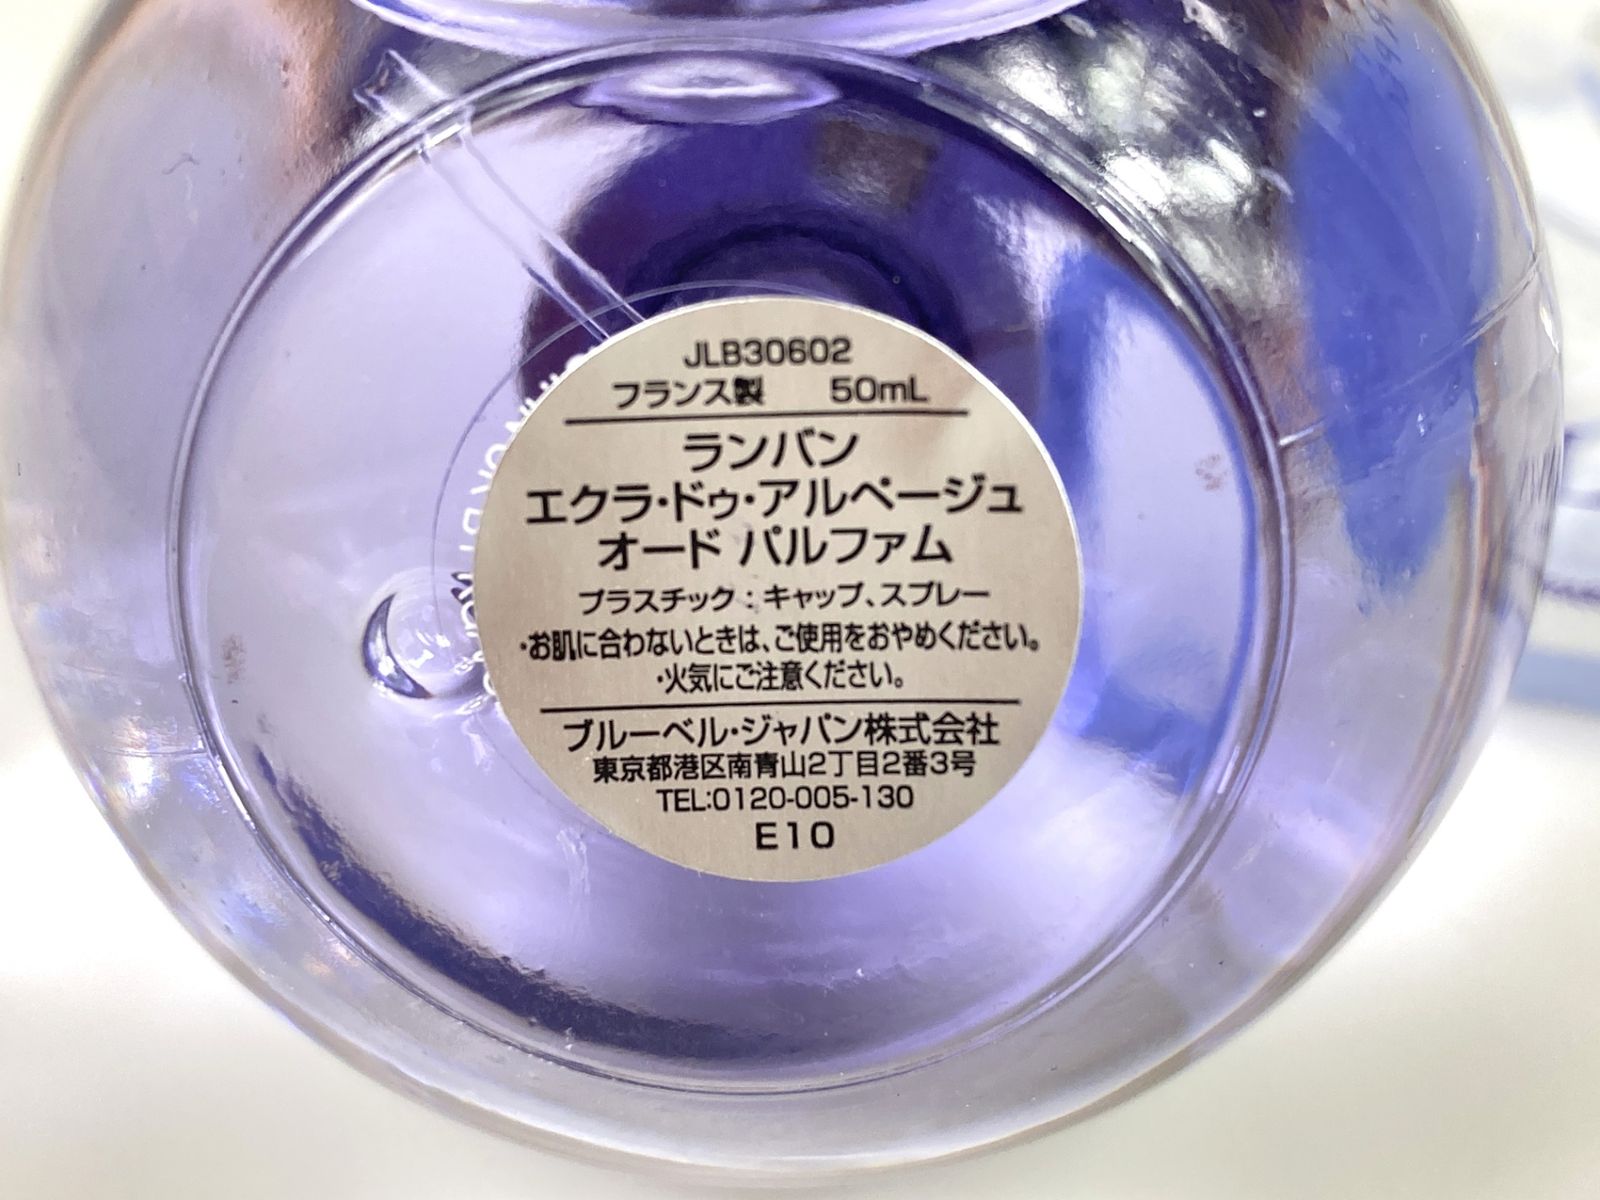 JLB30602
フランス製 50mL
ランバン
エクラ・ドゥ・アルページュ
オード パルファム
プラスチック：キャップ、スプレー
・お肌に合わないときは、ご使用をおやめください。
・火気にご注意ください。
ブルーベル・ジャパン株式会社
東京都港区南青山2丁目2番3号
TEL:0120-005-130
E10